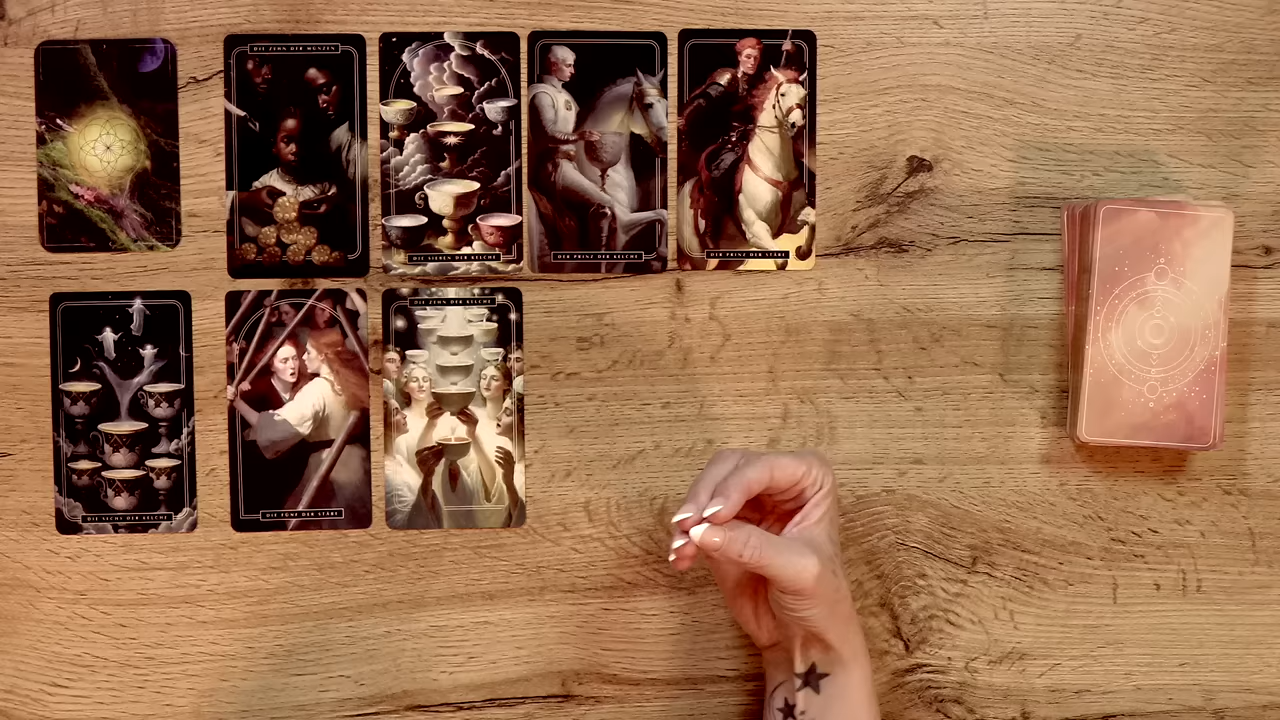 DIE ZEHN DER MÜNZEN
DIE SIEBEN DER KELCHE
DER PRINZ DER KELCHE
DER PRINZ DER STÄBE
DIE SECHS DER KELCHE
DIE FÜNF DER STÄBE
DIE ZEHN DER KELCHE